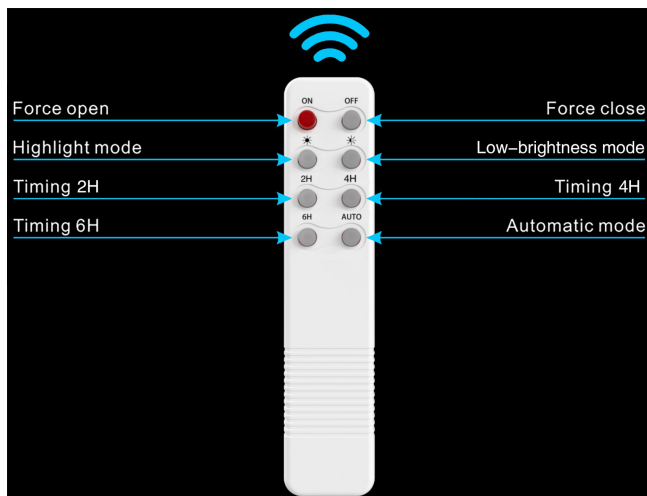 ON OFF
Force open
Force close
Highlight mode
Low-brightness mode
2H 4H
Timing 2H
Timing 4H
6H AUTO
Timing 6H
Automatic mode